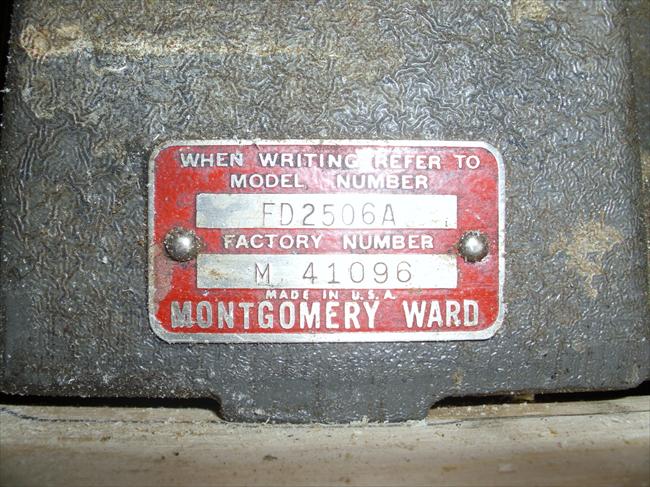 WHEN WRITING REFER TO
MODEL NUMBER
FD2506A
FACTORY NUMBER
M 41096
MADE IN U.S.A.
MONTGOMERY WARD